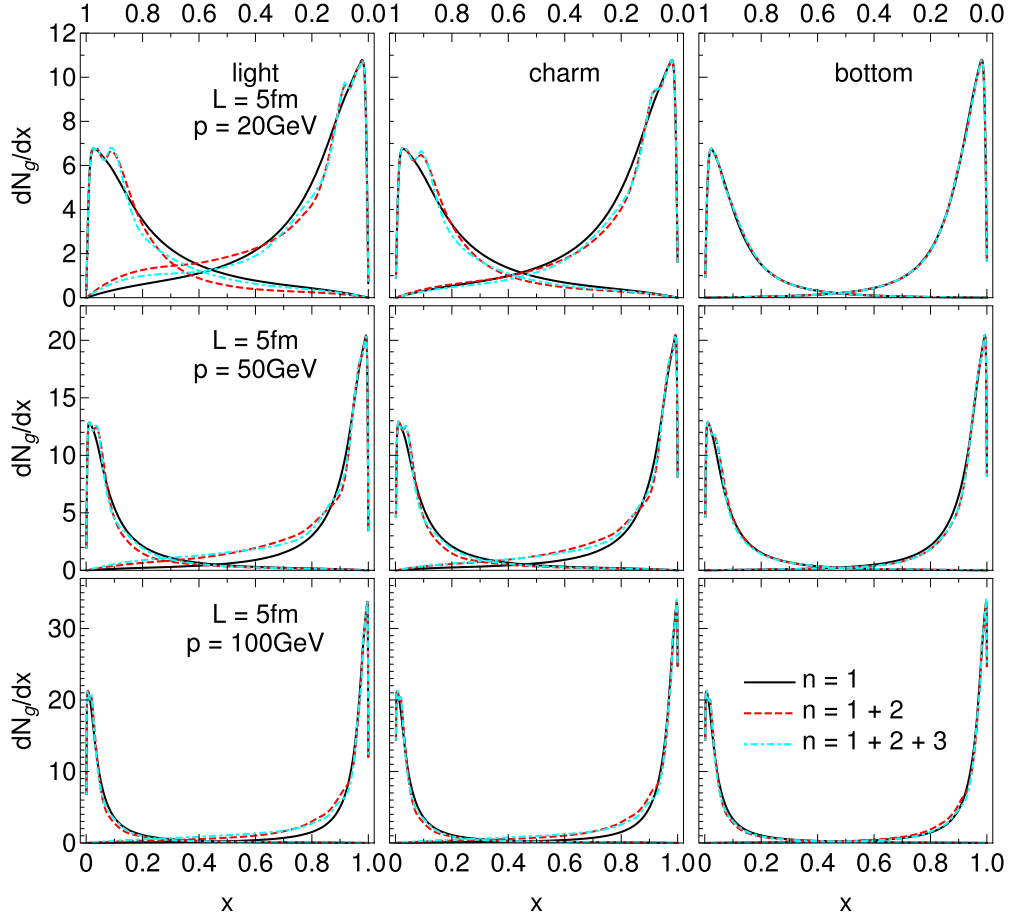 1 0.8 0.6 0.4 0.2 0.0 1 0.8 0.6 0.4 0.2 0.0 1 0.8 0.6 0.4 0.2 0.0
12
10
8
6
4
2
0
dN_g/dx
light
L = 5fm
p = 20GeV
charm
bottom
20
15
10
5
0
dN_g/dx
L = 5fm
p = 50GeV
30
20
10
0
dN_g/dx
L = 5fm
p = 100GeV
n = 1
n = 1 + 2
n = 1 + 2 + 3
0 0.2 0.4 0.6 0.8 1.0 0 0.2 0.4 0.6 0.8 1.0 0 0.2 0.4 0.6 0.8 1.0
x x x